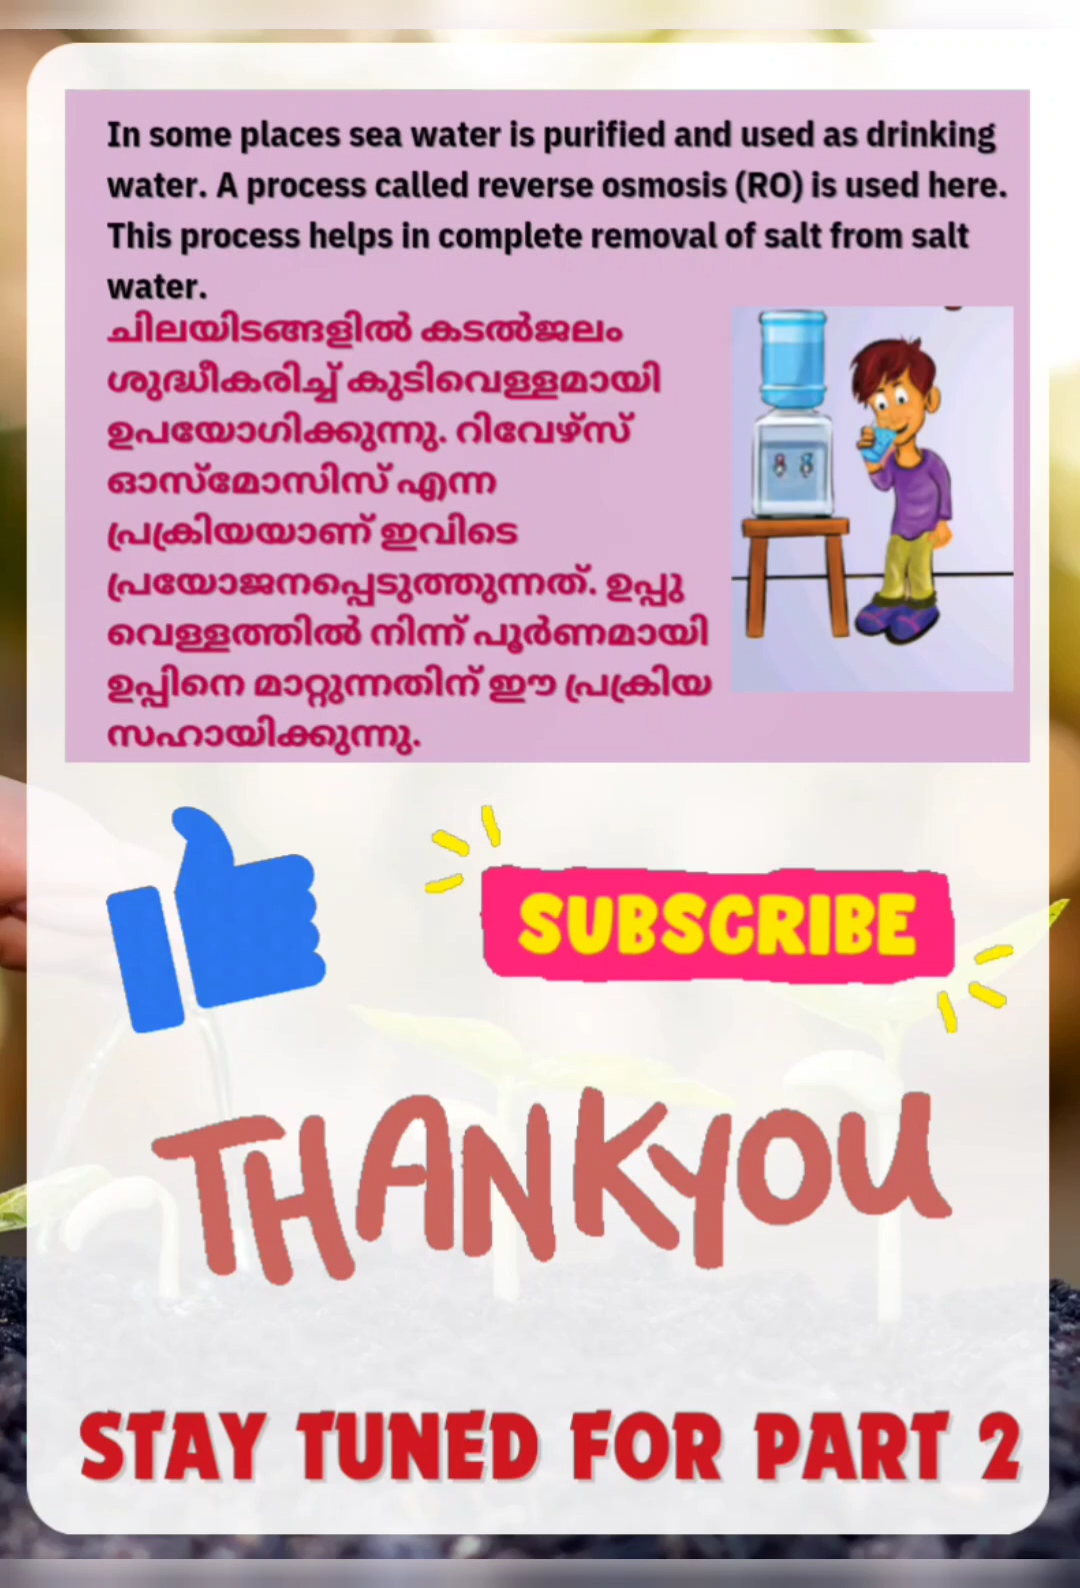 In some places sea water is purified and used as drinking
water. A process called reverse osmosis (RO) is used here.
This process helps in complete removal of salt from salt
water.
ചിലയിടങ്ങളിൽ കടൽജലം
ശുദ്ധീകരിച്ച് കുടിവെള്ളമായി
ഉപയോഗിക്കുന്നു. റിവേഴ്സ്
ഓസ്മോസിസ് എന്ന
പ്രക്രിയയാണ് ഇവിടെ
പ്രയോജനപ്പെടുത്തുന്നത്. ഉപ്പു
വെള്ളത്തിൽ നിന്ന് പൂർണമായി
ഉപ്പിനെ മാറ്റുന്നതിന് ഈ പ്രക്രിയ
സഹായിക്കുന്നു.
SUBSCRIBE
THANKYOU
STAY TUNED FOR PART 2